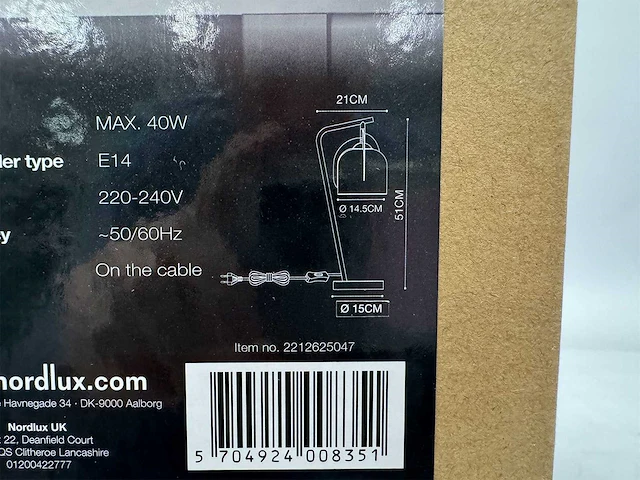 21CM
MAX. 40W
type
E14
220-240V
Ø 14.5CM
51CM
~50/60Hz
On the cable
Ø 15CM
Item no. 2212625047
nordlux.com
Havnegade 34 · DK-9000 Aalborg
Nordlux UK
22, Deanfield Court
QS Clitheroe Lancashire
01200422777
5 704924 008351